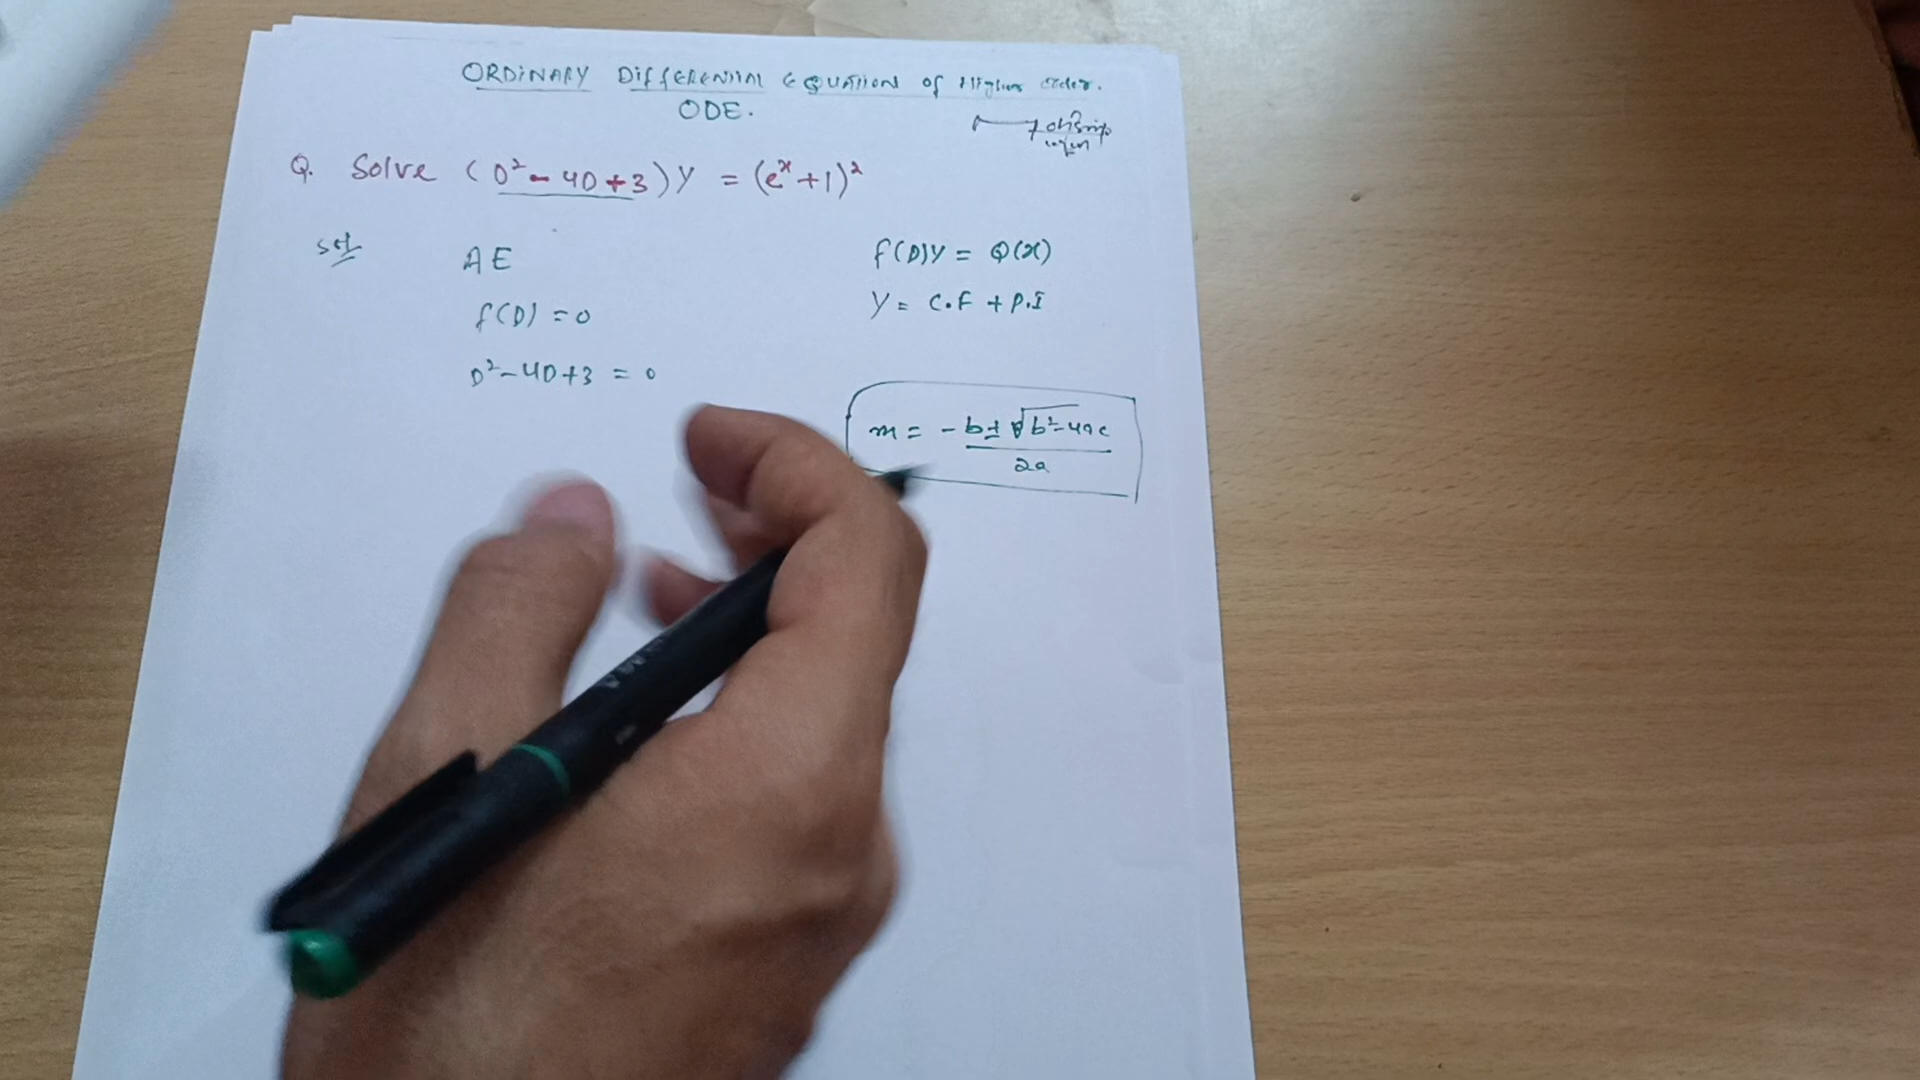 ORDINARY DIFFERENTIAL EQUATIONS OF Higher order.
ODE.
Q. Solve (D²-4D+3)y = (eˣ+1)²
Sol
AE
f(D)y = Q(x)
f(D) = 0
y = C.F + P.I
D²-4D+3 = 0
m = -b±√b²-4ac
2a